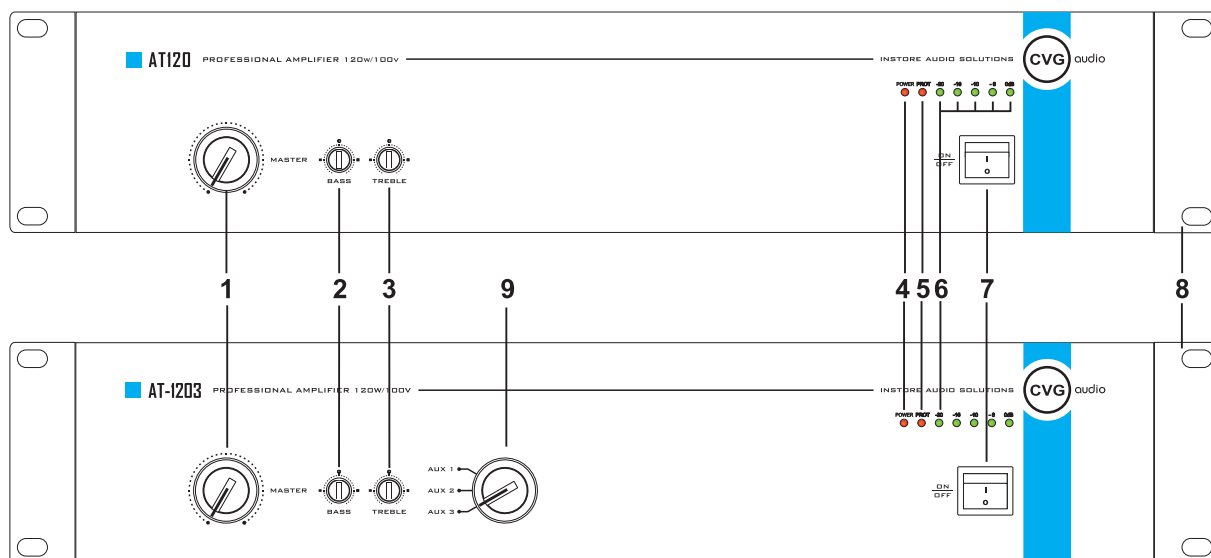 AT120 PROFESSIONAL AMPLIFIER 120W/100V INSTORE AUDIO SOLUTIONS CVG audio
POWER PROT -20 -16 -10 -5 0dB
MASTER
BASS TREBLE
ON
OFF
I
O
1 2 3 9 4 5 6 7 8
AT-1203 PROFESSIONAL AMPLIFIER 120W/100V INSTORE AUDIO SOLUTIONS CVG audio
POWER PROT -20 -16 -10 0dB
AUX 1
MASTER AUX 2
BASS TREBLE AUX 3
ON
OFF
I
O